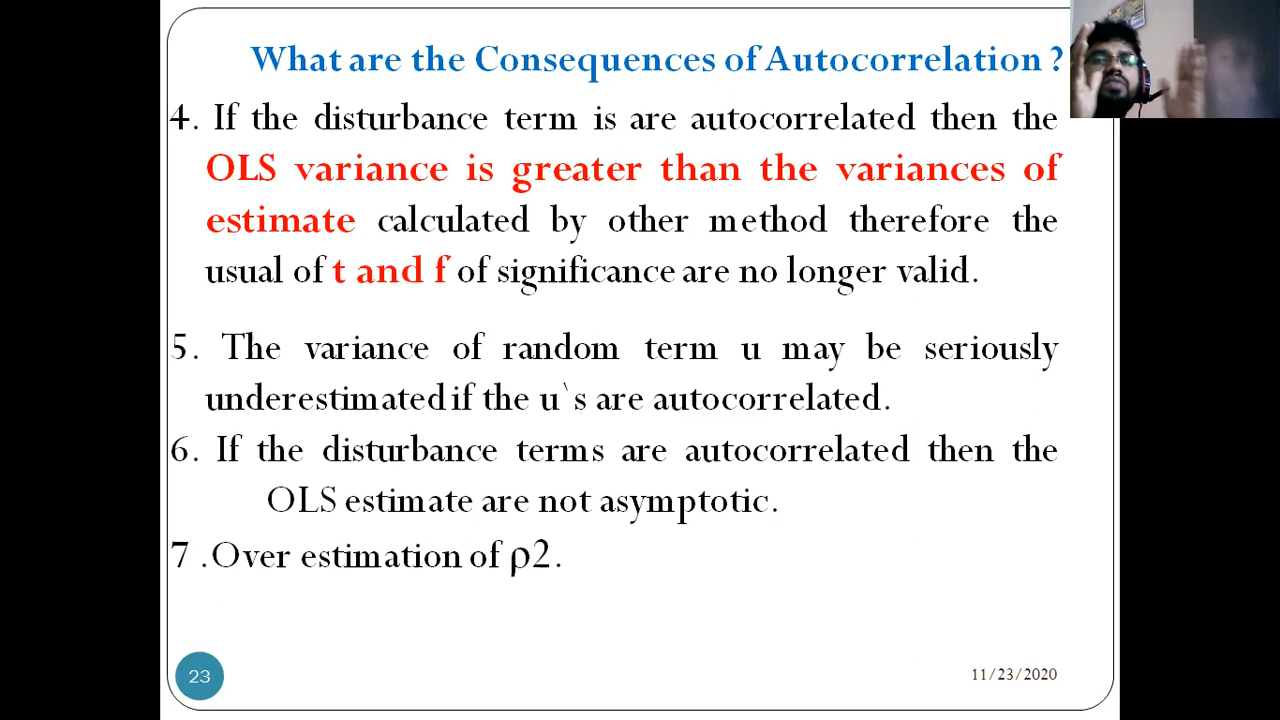 What are the Consequences of Autocorrelation ?
4. If the disturbance term is are autocorrelated then the
OLS variance is greater than the variances of
estimate calculated by other method therefore the
usual of t and f of significance are no longer valid.
5. The variance of random term u may be seriously
underestimated if the u`s are autocorrelated.
6. If the disturbance terms are autocorrelated then the
OLS estimate are not asymptotic.
7 .Over estimation of ρ2.
23
11/23/2020